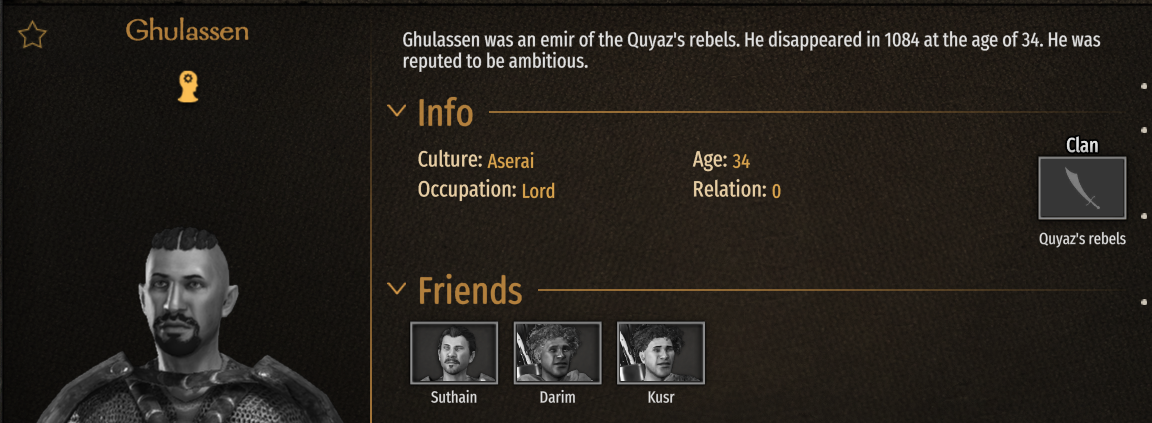 Ghulassen
Ghulassen was an emir of the Quyaz's rebels. He disappeared in 1084 at the age of 34. He was
reputed to be ambitious.
Info
Culture: Aserai
Age: 34
Occupation: Lord
Relation: 0
Clan
Quyaz's rebels
Friends
Suthain
Darim
Kusr